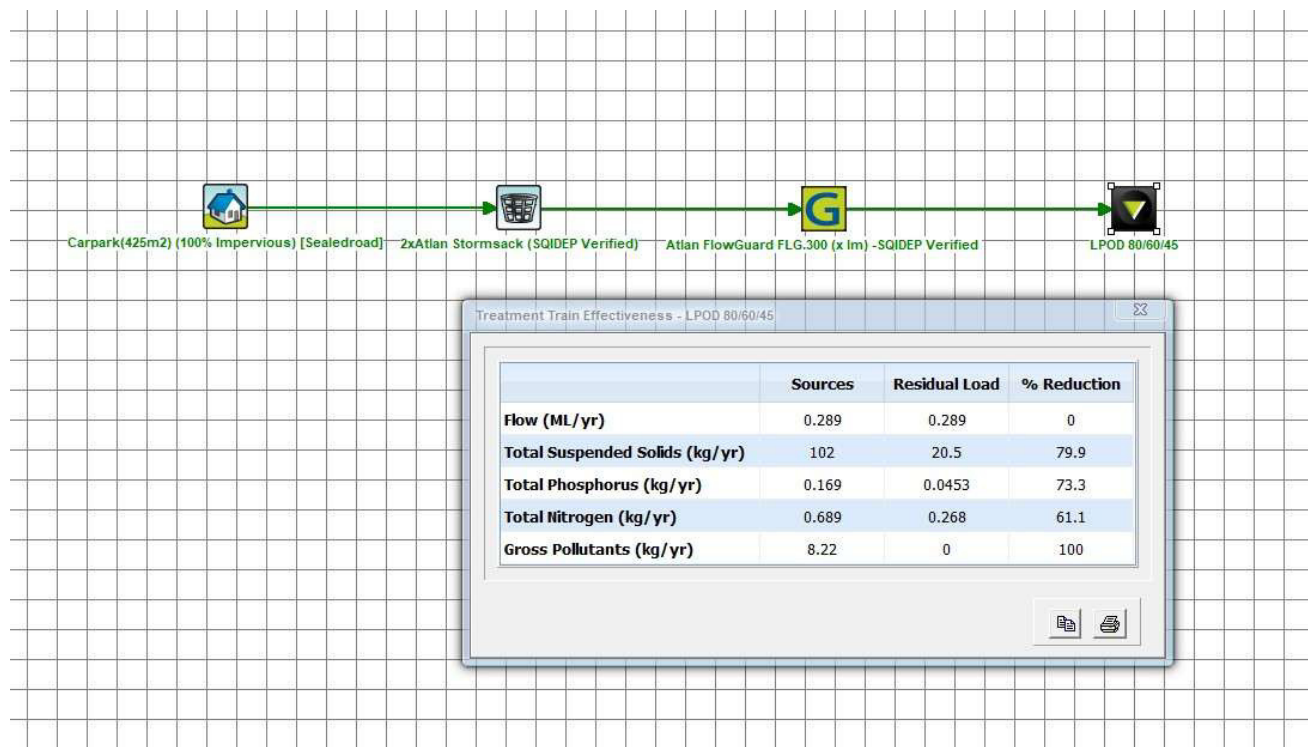 Carpark(425m2) (100% Impervious) [Sealedroad]
2xAtlan Stormsack (SQIDEP Verified)
G
Atlan FlowGuard FLG.300 (x lm) -SQIDEP Verified
LPOD 80/60/45
Treatment Train Effectiveness - LPOD 80/60/45
Sources Residual Load % Reduction
Flow (ML/yr) 0.289 0.289 0
Total Suspended Solids (kg/yr) 102 20.5 79.9
Total Phosphorus (kg/yr) 0.169 0.0453 73.3
Total Nitrogen (kg/yr) 0.689 0.268 61.1
Gross Pollutants (kg/yr) 8.22 0 100